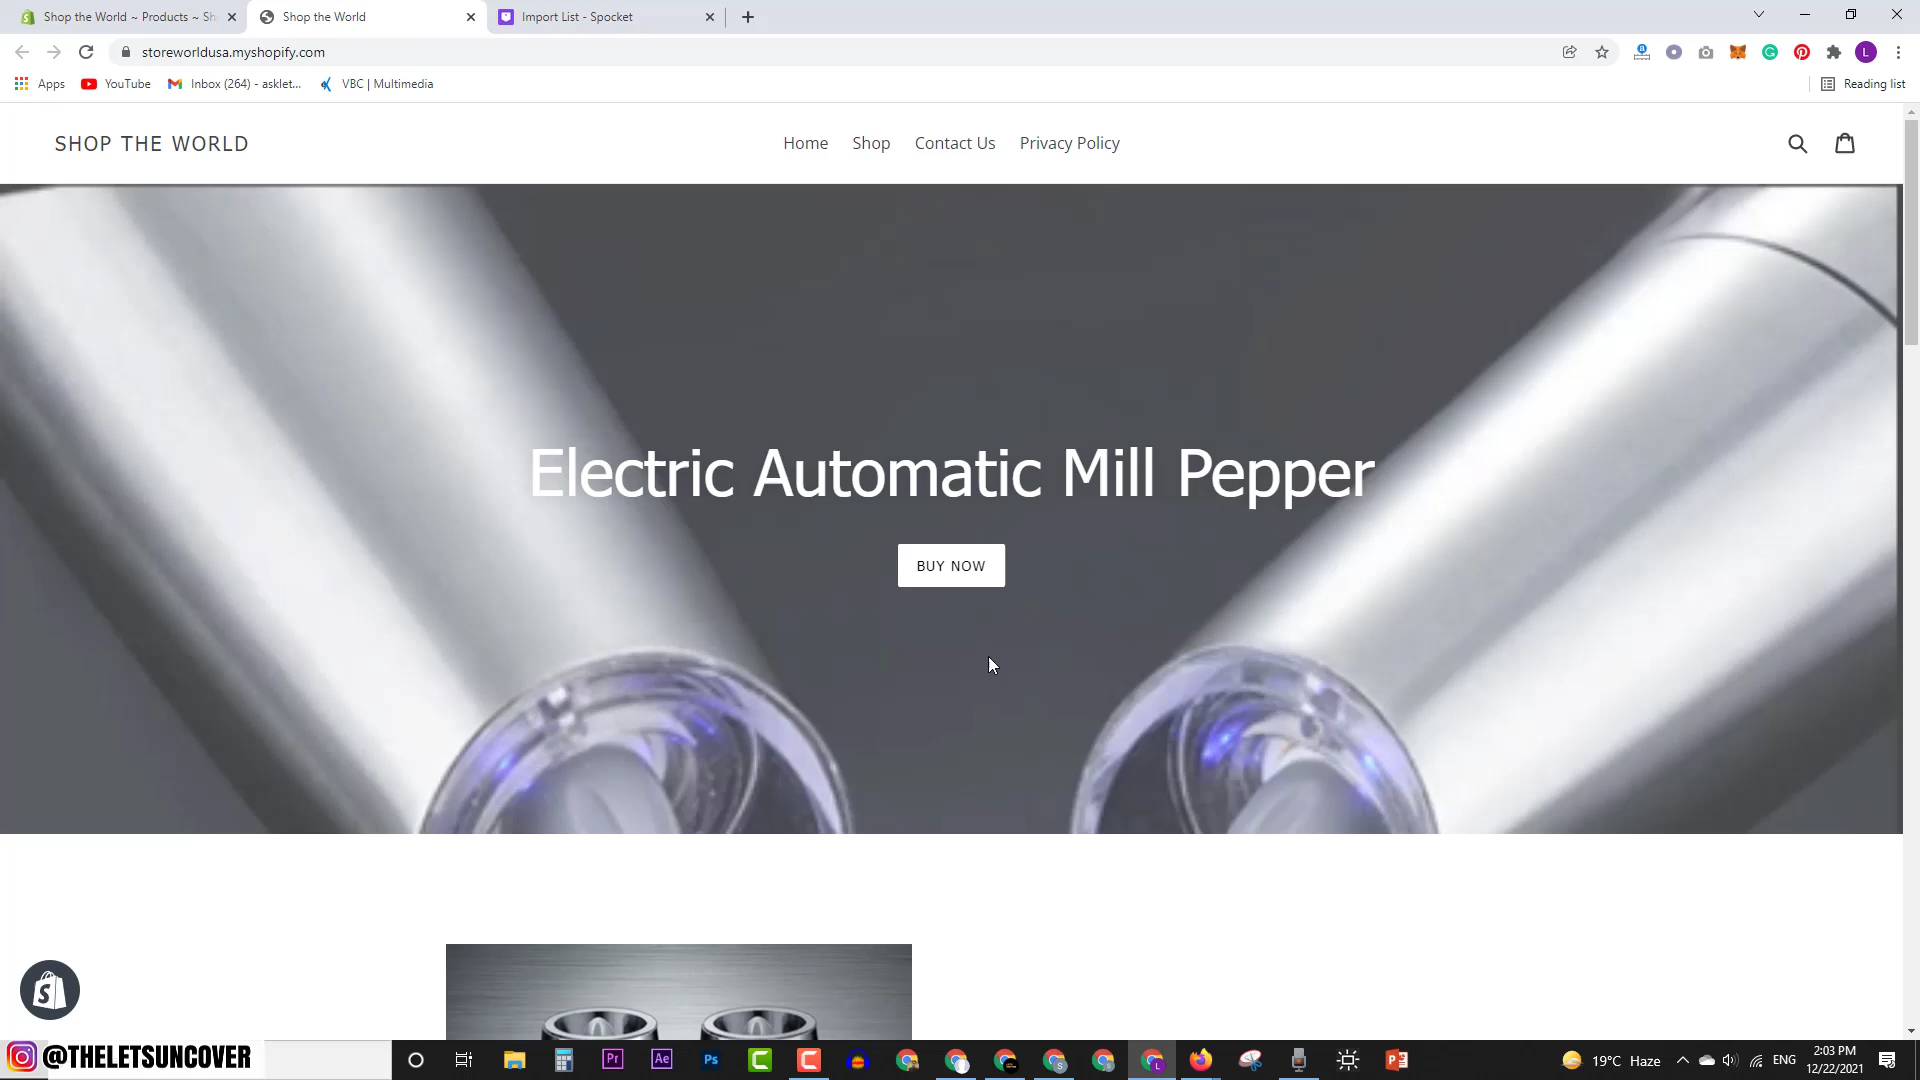 Shop the World ~ Products ~ Sh
Shop the World
Import List - Spocket
storeworldusa.myshopify.com
Apps
YouTube
Inbox (264) - asklet...
VBC | Multimedia
Reading list
SHOP THE WORLD
Home
Shop
Contact Us
Privacy Policy
Electric Automatic Mill Pepper
BUY NOW
@THELETSUNCOVER
19°C Haze
ENG
2:03 PM
12/22/2021